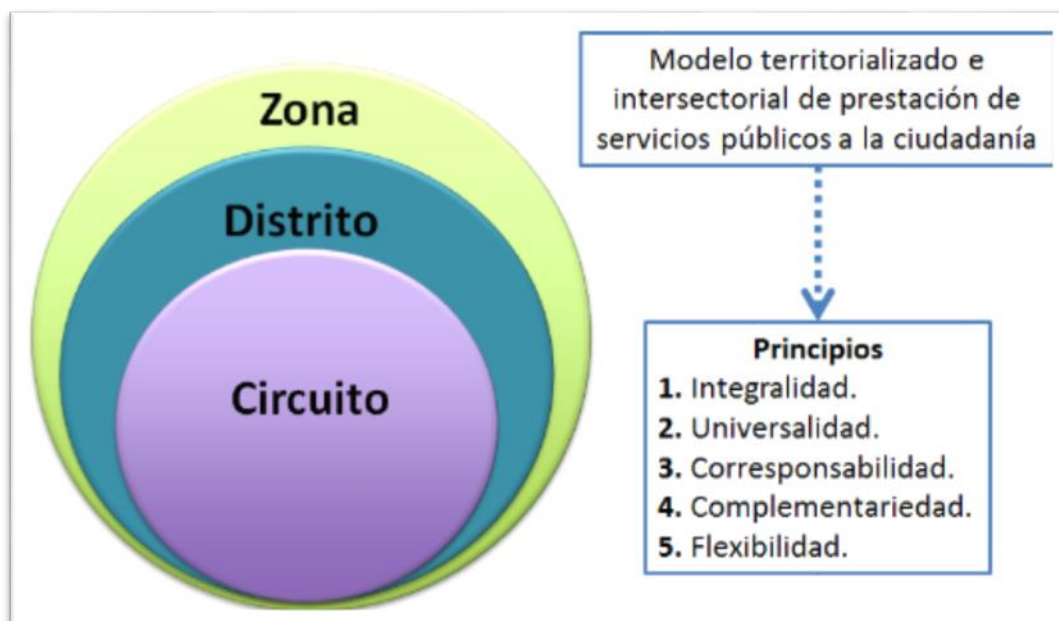 Zona
Distrito
Circuito
Modelo territorializado e
intersectorial de prestación de
servicios públicos a la ciudadanía
Principios
1. Integralidad.
2. Universalidad.
3. Corresponsabilidad.
4. Complementariedad.
5. Flexibilidad.